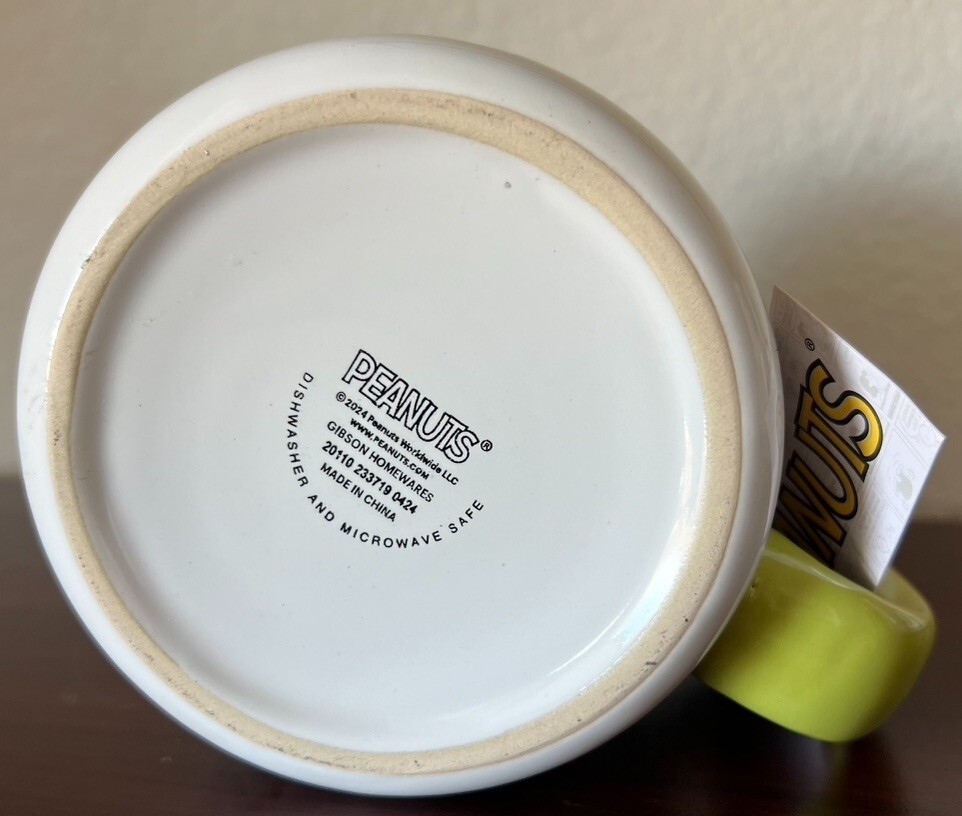 PEANUTS®
©2024 Peanuts Worldwide LLC
www.PEANUTS.COM
GIBSON HOMEWARES
20110 233719 0424
MADE IN CHINA
DISHWASHER AND MICROWAVE SAFE
NUTS®